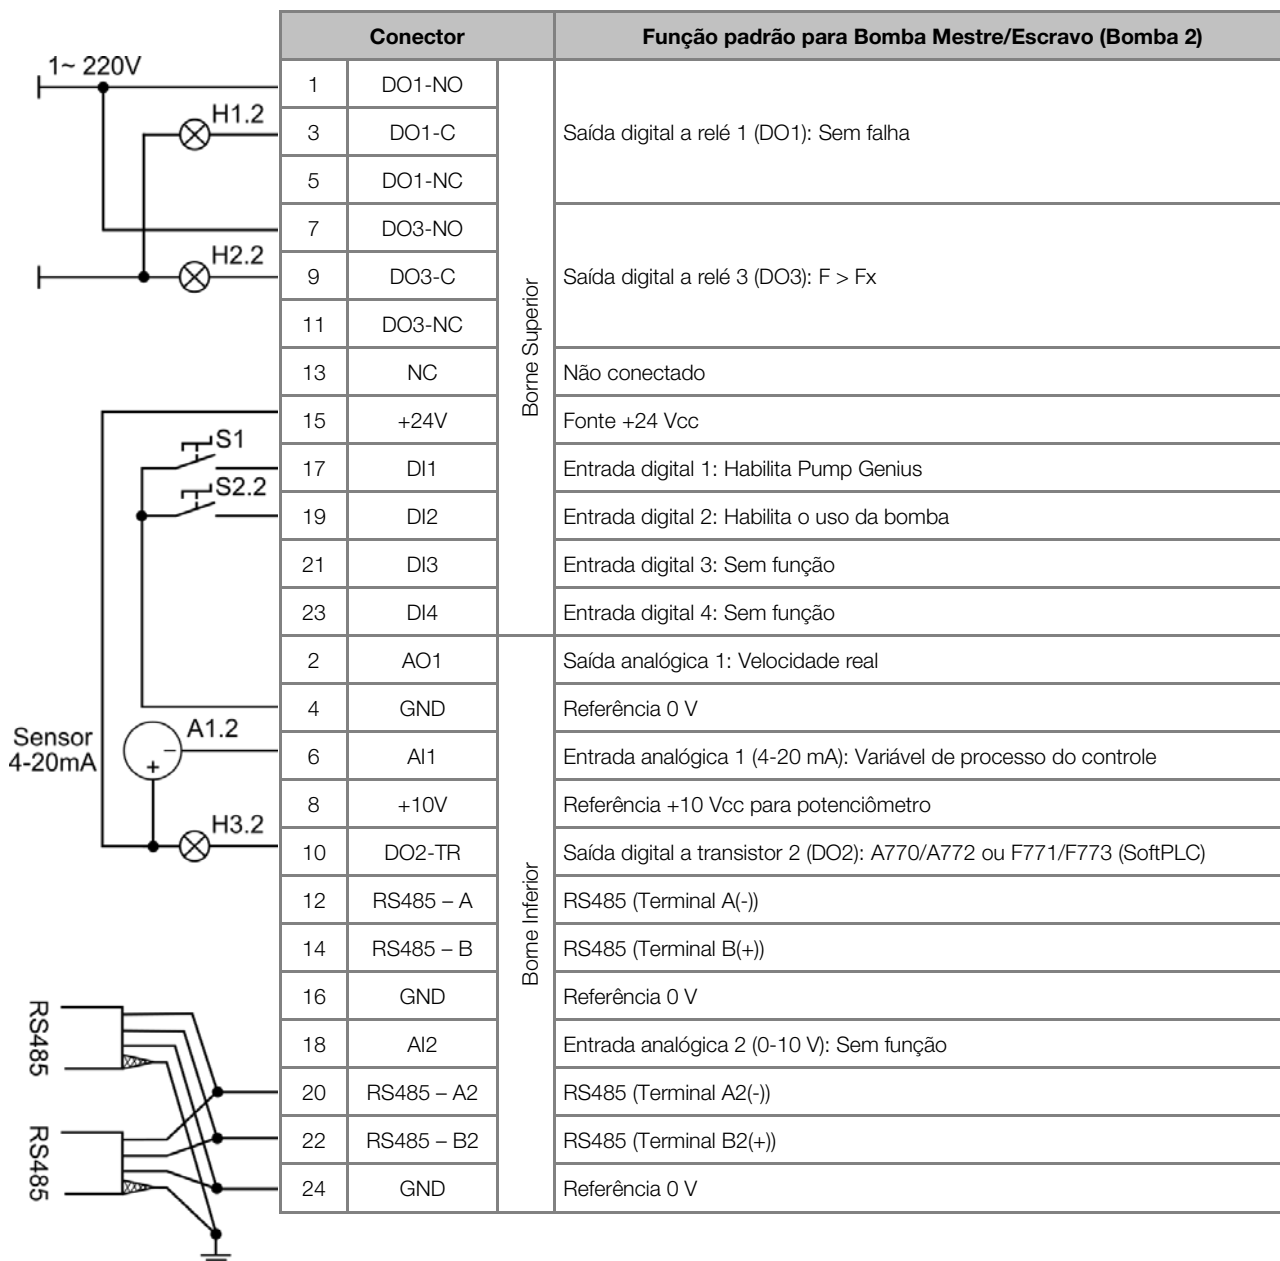 Conector Função padrão para Bomba Mestre/Escravo (Bomba 2)
1~ 220V
1 DO1-NO
H1.2
3 DO1-C Saída digital a relé 1 (DO1): Sem falha
5 DO1-NC
7 DO3-NO
H2.2
9 DO3-C Saída digital a relé 3 (DO3): F > Fx
11 DO3-NC
Borne Superior
13 NC Não conectado
15 +24V Fonte +24 Vcc
S1
17 DI1 Entrada digital 1: Habilita Pump Genius
S2.2
19 DI2 Entrada digital 2: Habilita o uso da bomba
21 DI3 Entrada digital 3: Sem função
23 DI4 Entrada digital 4: Sem função
2 AO1 Saída analógica 1: Velocidade real
4 GND Referência 0 V
Sensor
4-20mA
A1.2
−
+
6 AI1 Entrada analógica 1 (4-20 mA): Variável de processo do controle
8 +10V Referência +10 Vcc para potenciômetro
H3.2
10 DO2-TR Saída digital a transistor 2 (DO2): A770/A772 ou F771/F773 (SoftPLC)
Borne Inferior
12 RS485 – A RS485 (Terminal A(-))
14 RS485 – B RS485 (Terminal B(+))
16 GND Referência 0 V
RS485
18 AI2 Entrada analógica 2 (0-10 V): Sem função
20 RS485 – A2 RS485 (Terminal A2(-))
22 RS485 – B2 RS485 (Terminal B2(+))
RS485
24 GND Referência 0 V